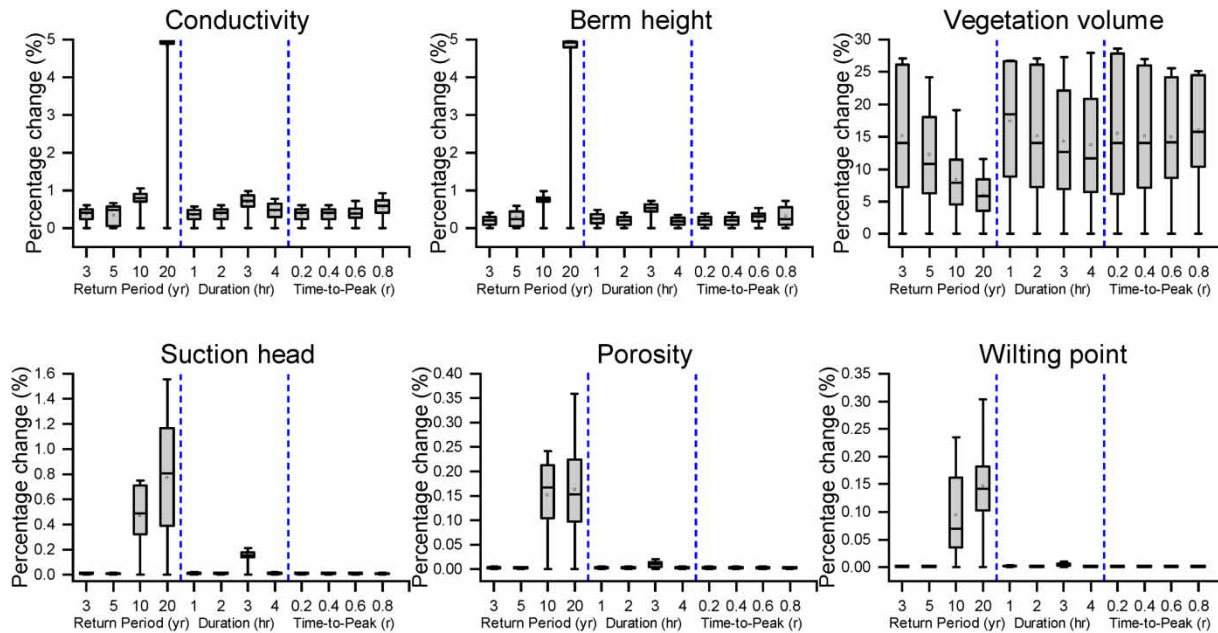 Conductivity
Percentage change (%)
5
4
3
2
1
0
3 5 10 20 1 2 3 4 0.2 0.4 0.6 0.8
Return Period (yr) Duration (hr) Time-to-Peak (r)
Berm height
Percentage change (%)
5
4
3
2
1
0
3 5 10 20 1 2 3 4 0.2 0.4 0.6 0.8
Return Period (yr) Duration (hr) Time-to-Peak (r)
Vegetation volume
Percentage change (%)
30
25
20
15
10
5
0
3 5 10 20 1 2 3 4 0.2 0.4 0.6 0.8
Return Period (yr) Duration (hr) Time-to-Peak (r)
Suction head
Percentage change (%)
1.6
1.4
1.2
1.0
0.8
0.6
0.4
0.2
0.0
3 5 10 20 1 2 3 4 0.2 0.4 0.6 0.8
Return Period (yr) Duration (hr) Time-to-Peak (r)
Porosity
Percentage change (%)
0.40
0.35
0.30
0.25
0.20
0.15
0.10
0.05
0.00
3 5 10 20 1 2 3 4 0.2 0.4 0.6 0.8
Return Period (yr) Duration (hr) Time-to-Peak (r)
Wilting point
Percentage change (%)
0.35
0.30
0.25
0.20
0.15
0.10
0.05
0.00
3 5 10 20 1 2 3 4 0.2 0.4 0.6 0.8
Return Period (yr) Duration (hr) Time-to-Peak (r)